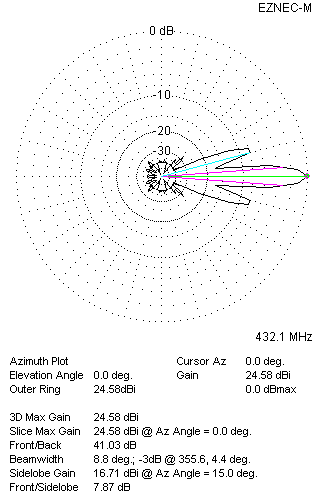 EZNEC-M
0 dB
-10
-20
-30
432.1 MHz
Azimuth Plot Cursor Az 0.0 deg.
Elevation Angle 0.0 deg. Gain 24.58 dBi
Outer Ring 24.58dBi 0.0 dBmax
3D Max Gain 24.58 dBi
Slice Max Gain 24.58 dBi @ Az Angle = 0.0 deg.
Front/Back 41.03 dB
Beamwidth 8.8 deg.; -3dB @ 355.6, 4.4 deg.
Sidelobe Gain 16.71 dBi @ Az Angle = 15.0 deg.
Front/Sidelobe 7.87 dB